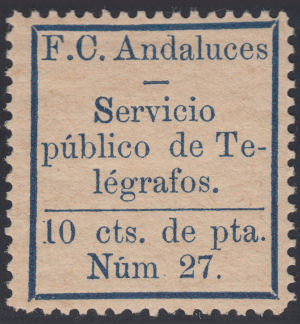 F.C. Andaluces
—
Servicio
público de Te-
légrafos.
10 cts. de pta.
Núm 27.